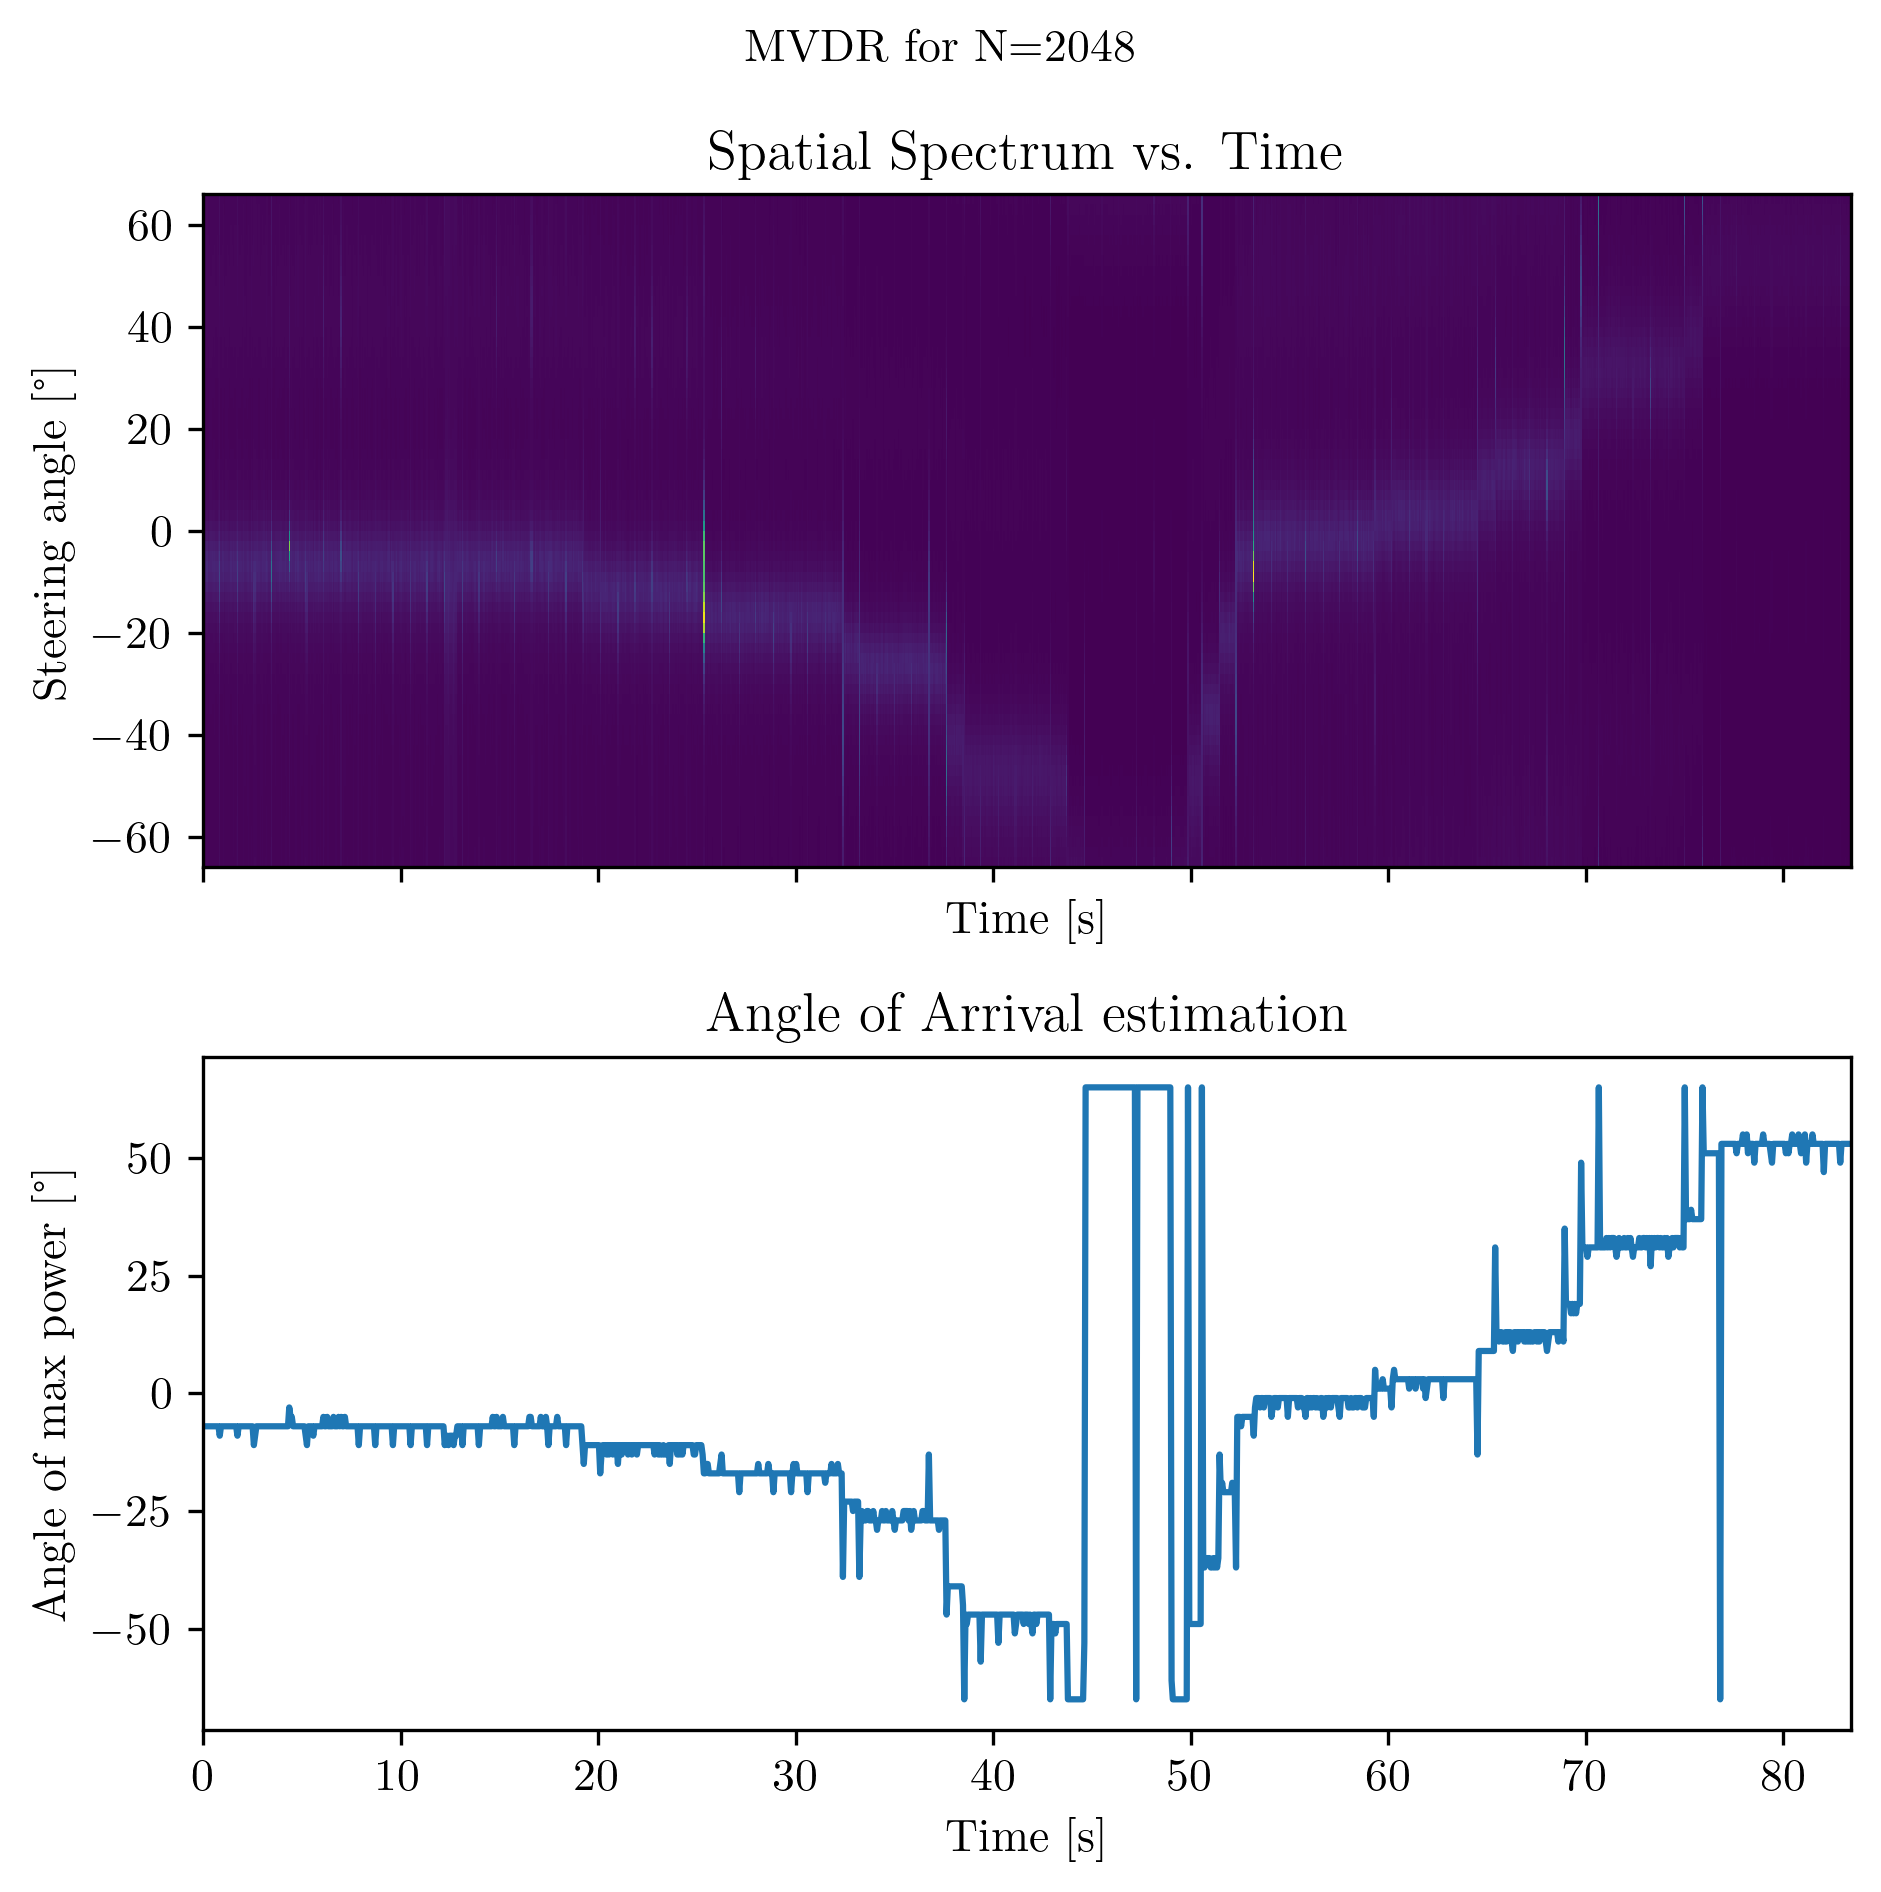 MVDR for N=2048
Spatial Spectrum vs. Time
60
40
20
0
−20
−40
−60
Steering angle [°]
Time [s]
Angle of Arrival estimation
50
25
0
−25
−50
Angle of max power [°]
0 10 20 30 40 50 60 70 80
Time [s]